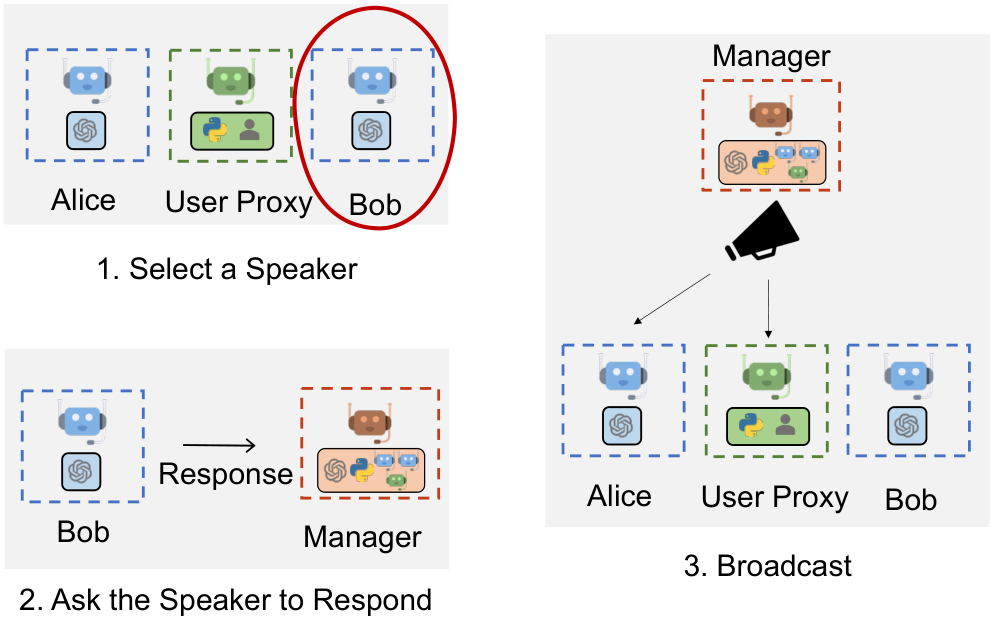 Alice
User Proxy
Bob
1. Select a Speaker
Bob
Response
Manager
2. Ask the Speaker to Respond
Manager
Alice
User Proxy
Bob
3. Broadcast